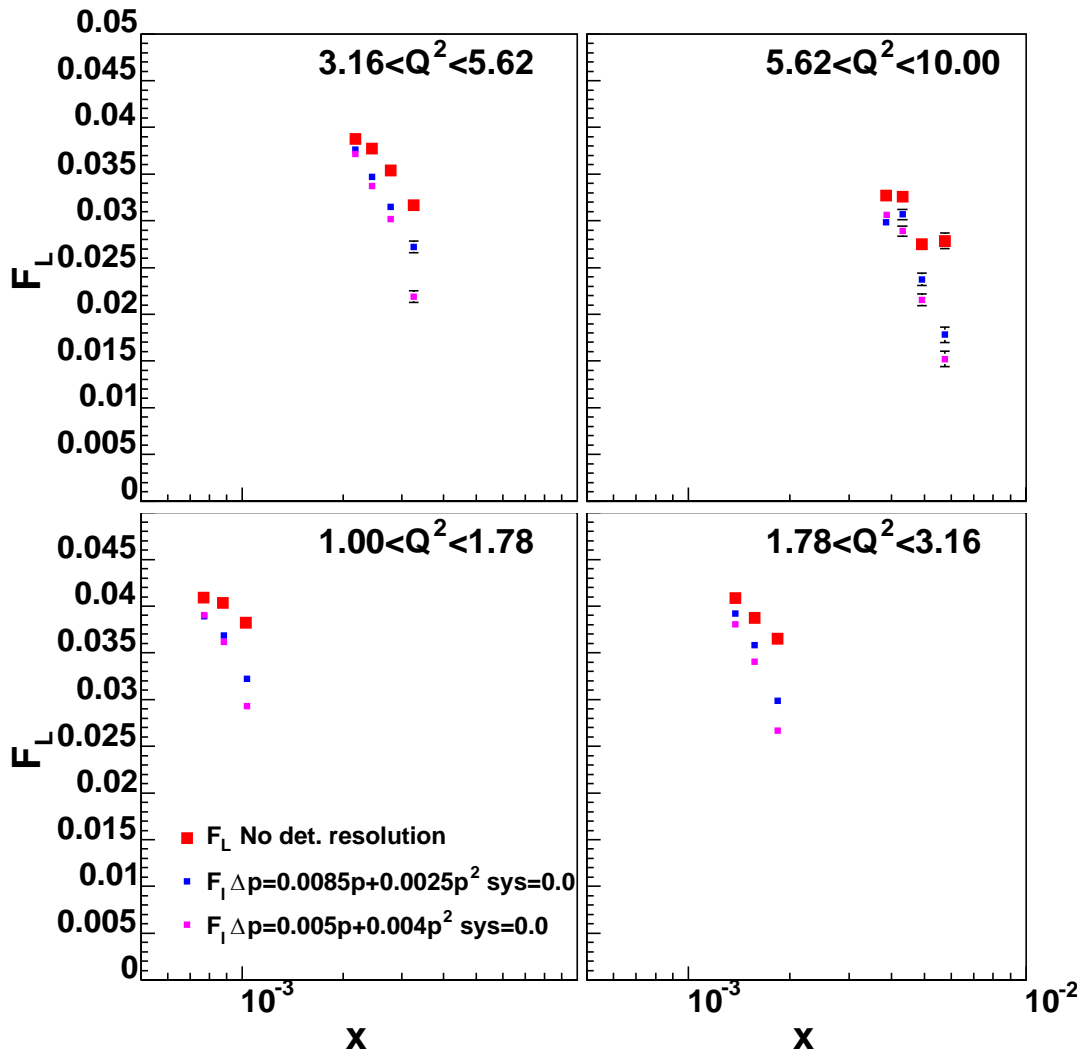 0.05
0.045
0.04
0.035
0.03
0.025
0.02
0.015
0.01
0.005
0
F_L
3.16<Q^2<5.62
5.62<Q^2<10.00
0.045
0.04
0.035
0.03
0.025
0.02
0.015
0.01
0.005
0
F_L
1.00<Q^2<1.78
1.78<Q^2<3.16
F_L No det. resolution
F_l Δp=0.0085p+0.0025p^2 sys=0.0
F_l Δp=0.005p+0.004p^2 sys=0.0
10^-3
10^-3
10^-2
x
x